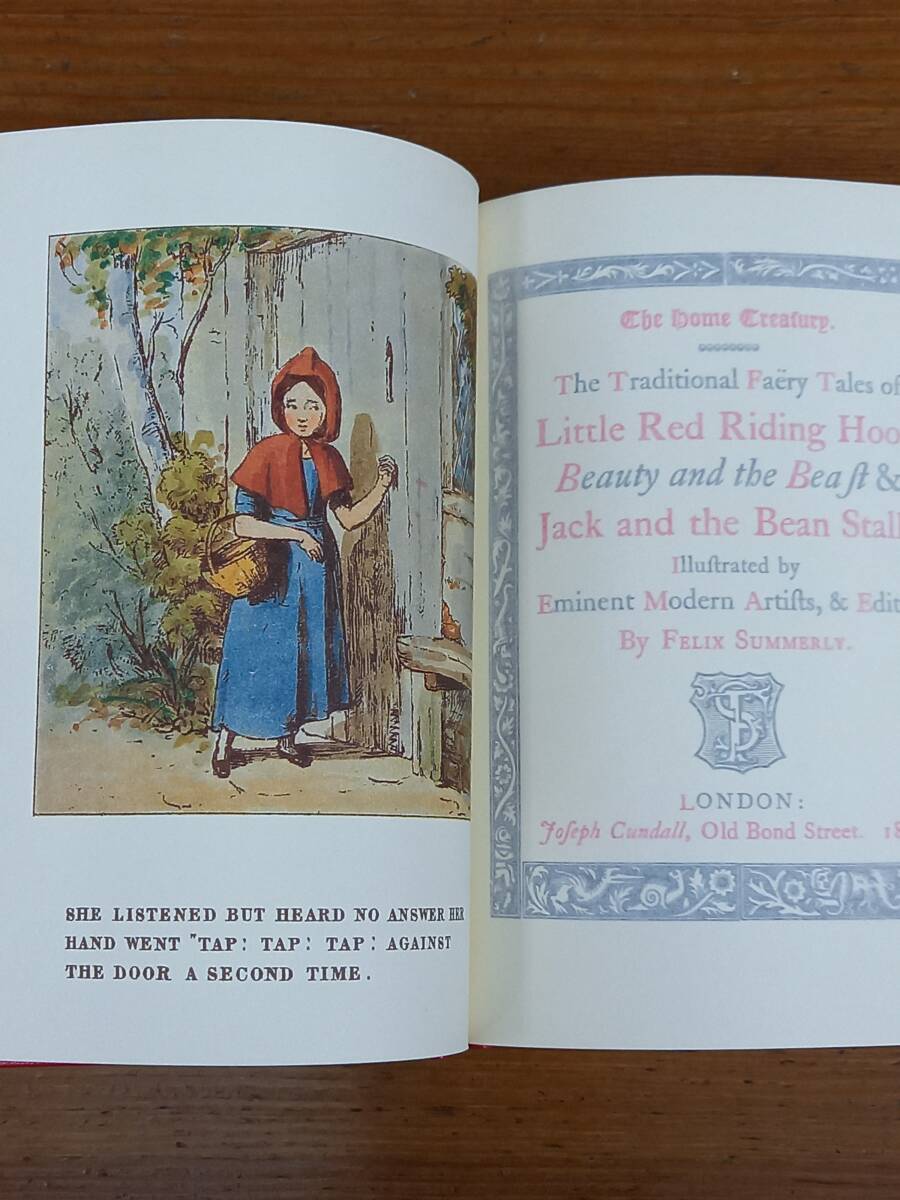 SHE LISTENED BUT HEARD NO ANSWER HER
HAND WENT "TAP! TAP! TAP! AGAINST
THE DOOR A SECOND TIME.
The Home Treaſury.
The Traditional Faëry Tales of
Little Red Riding Hoo
Beauty and the Beaſt &
Jack and the Bean Stal
Illuſtrated by
Eminent Modern Artiſts, & Edit
By FELIX SUMMERLY.
LONDON:
Joſeph Cundall, Old Bond Street. 18